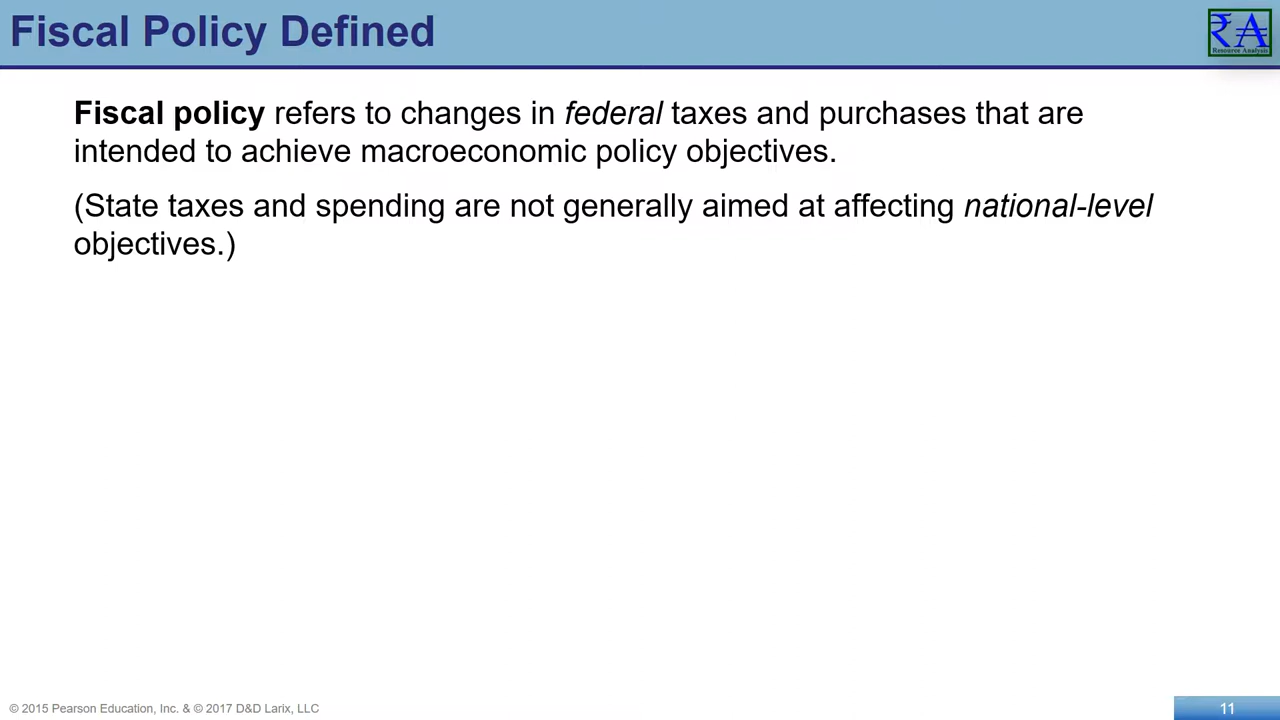 Fiscal Policy Defined
₹A
Resource Analysis
Fiscal policy refers to changes in federal taxes and purchases that are
intended to achieve macroeconomic policy objectives.
(State taxes and spending are not generally aimed at affecting national-level
objectives.)
© 2015 Pearson Education, Inc. & © 2017 D&D Larix, LLC
11